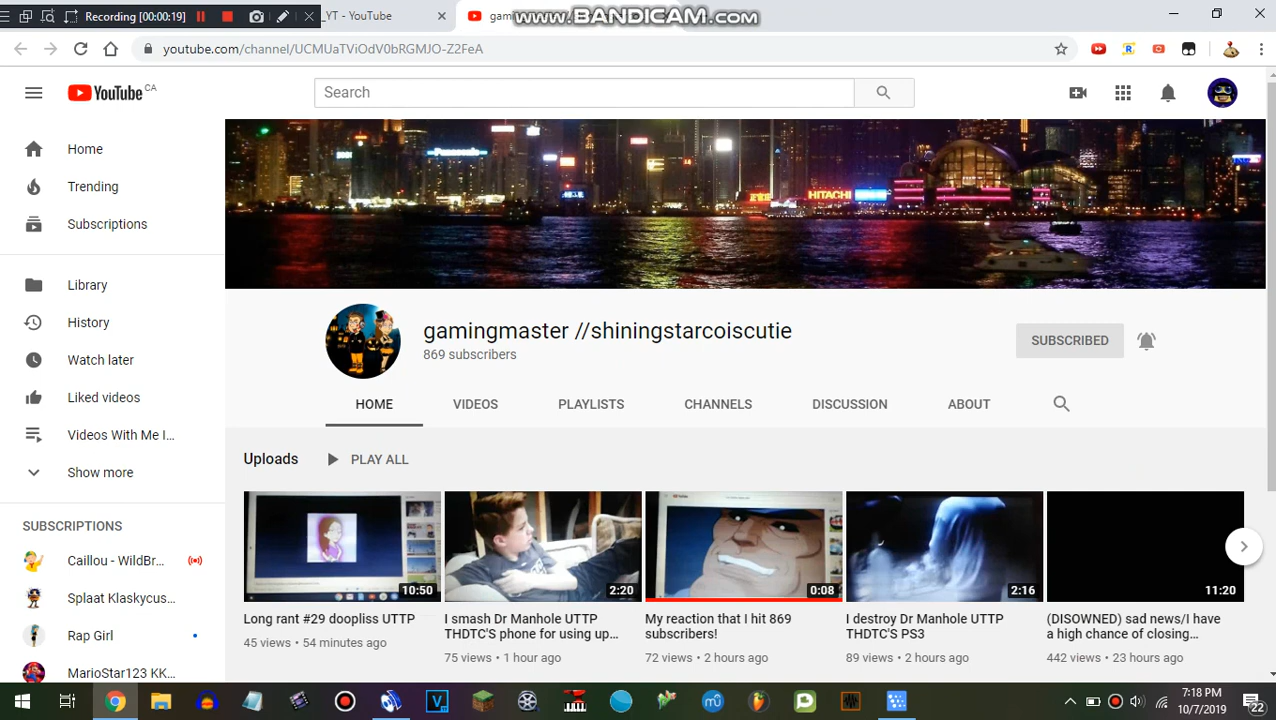 Recording [00:00:19]
_YT - YouTube
gami
WWW.BANDICAM.COM
youtube.com/channel/UCMUaTViOdV0bRGMJO-Z2FeA
YouTube CA
Search
Home
Trending
Subscriptions
Library
History
Watch later
Liked videos
Videos With Me I...
Show more
SUBSCRIPTIONS
Caillou - WildBr...
Splaat Klaskycus...
Rap Girl
MarioStar123 KK...
Panasonic
HITACHI
gamingmaster //shiningstarcoiscutie
869 subscribers
SUBSCRIBED
HOME VIDEOS PLAYLISTS CHANNELS DISCUSSION ABOUT
Uploads PLAY ALL
10:50
Long rant #29 doopliss UTTP
45 views • 54 minutes ago
2:20
I smash Dr Manhole UTTP
THDTC'S phone for using up...
75 views • 1 hour ago
0:08
My reaction that I hit 869
subscribers!
72 views • 2 hours ago
2:16
I destroy Dr Manhole UTTP
THDTC'S PS3
89 views • 2 hours ago
11:20
(DISOWNED) sad news/I have
a high chance of closing...
442 views • 23 hours ago
7:18 PM
10/7/2019
22